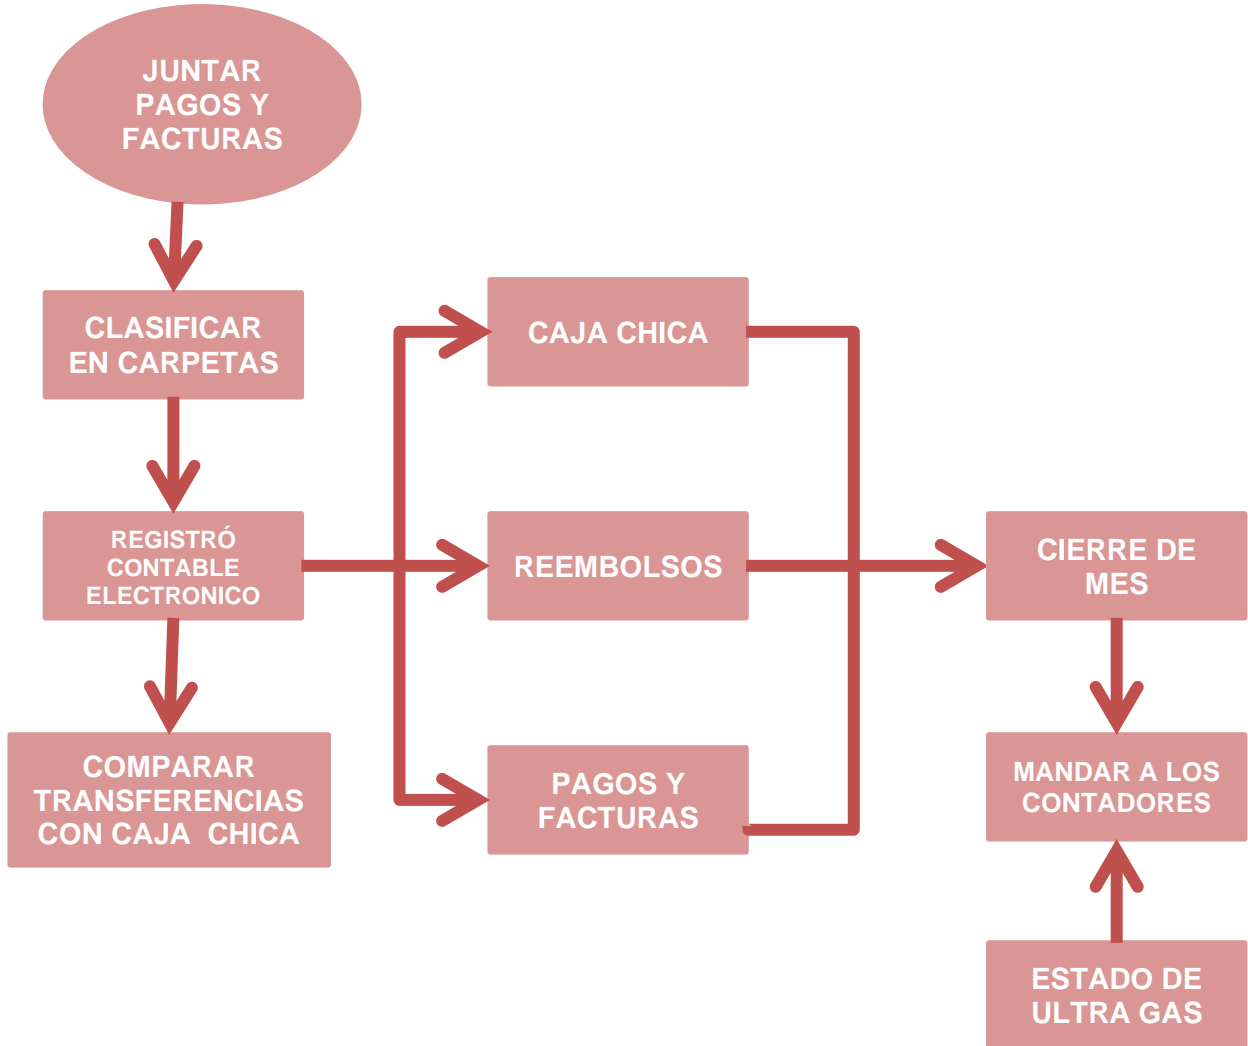 JUNTAR
PAGOS Y
FACTURAS
CLASIFICAR
EN CARPETAS
REGISTRÓ
CONTABLE
ELECTRONICO
COMPARAR
TRANSFERENCIAS
CON CAJA  CHICA
CAJA CHICA
REEMBOLSOS
PAGOS Y
FACTURAS
CIERRE DE
MES
MANDAR A LOS
CONTADORES
ESTADO DE
ULTRA GAS